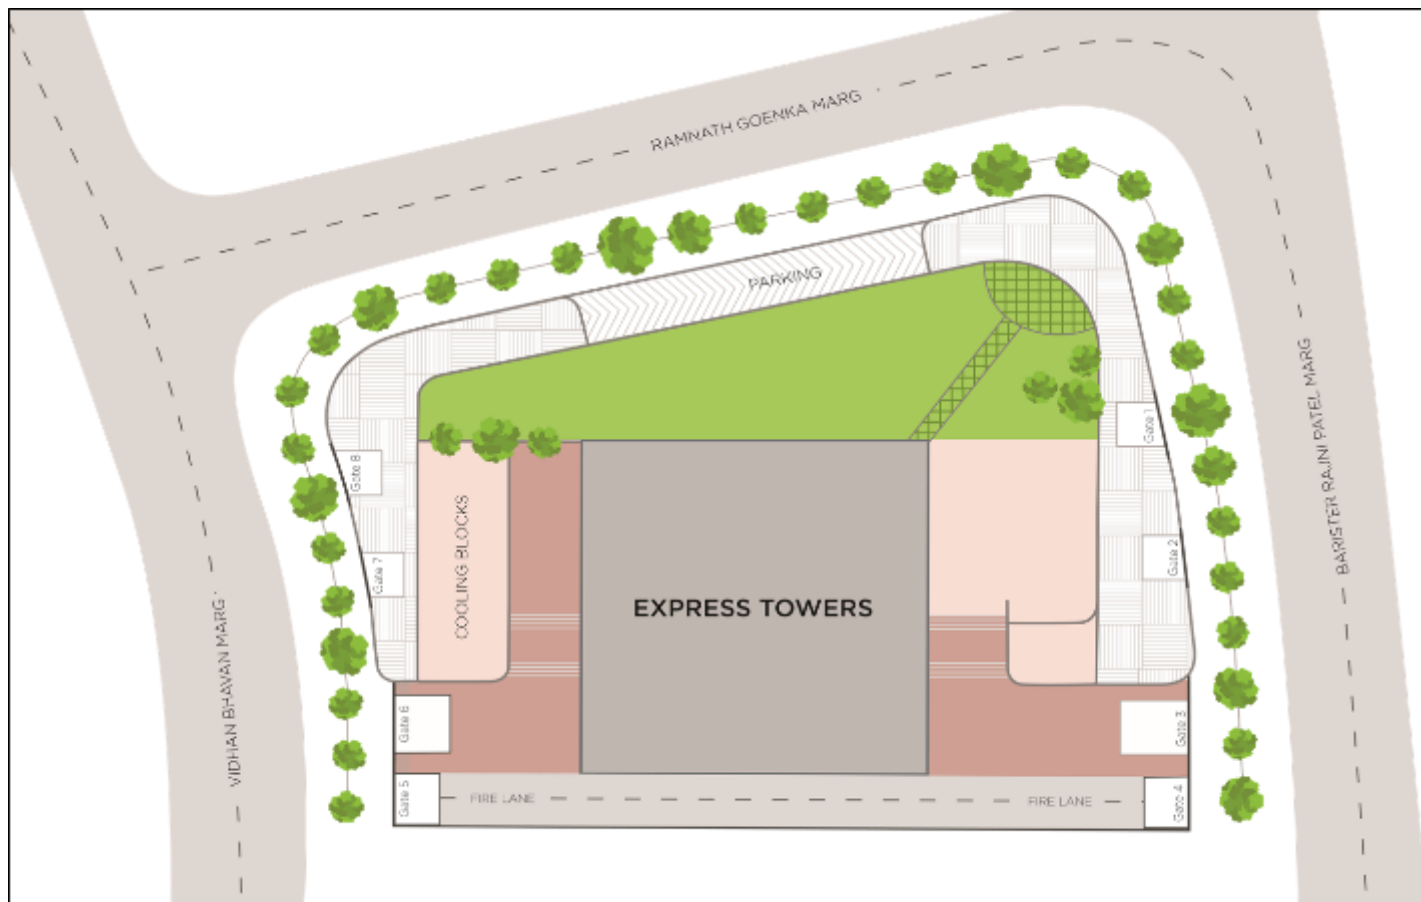 RAMNATH GOENKA MARG
PARKING
Gate 1
BARISTER RAJNI PATEL MARG
Gate 8
COOLING BLOCKS
Gate 2
Gate 7
EXPRESS TOWERS
VIDHAN BHAVAN MARG
Gate 6
Gate 3
Gate 5
FIRE LANE
FIRE LANE
Gate 4